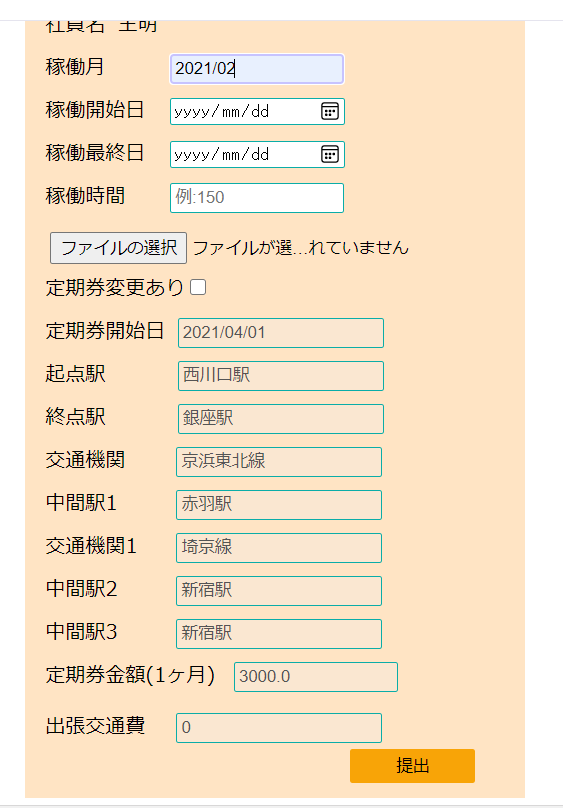 社員名 王明
稼働月 2021/02
稼働開始日 yyyy/mm/dd
稼働最終日 yyyy/mm/dd
稼働時間 例:150
ファイルの選択 ファイルが選...れていません
定期券変更あり
定期券開始日 2021/04/01
起点駅 西川口駅
終点駅 銀座駅
交通機関 京浜東北線
中間駅1 赤羽駅
交通機関1 埼京線
中間駅2 新宿駅
中間駅3 新宿駅
定期券金額(1ヶ月) 3000.0
出張交通費 0
提出